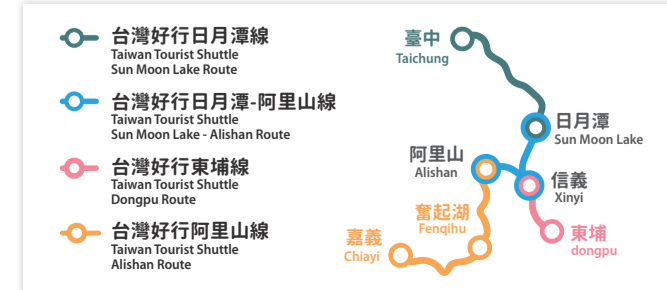 台灣好行日月潭線
Taiwan Tourist Shuttle
Sun Moon Lake Route
台灣好行日月潭-阿里山線
Taiwan Tourist Shuttle
Sun Moon Lake - Alishan Route
台灣好行東埔線
Taiwan Tourist Shuttle
Dongpu Route
台灣好行阿里山線
Taiwan Tourist Shuttle
Alishan Route
臺中
Taichung
日月潭
Sun Moon Lake
阿里山
Alishan
信義
Xinyi
奮起湖
Fenqihu
嘉義
Chiayi
東埔
dongpu